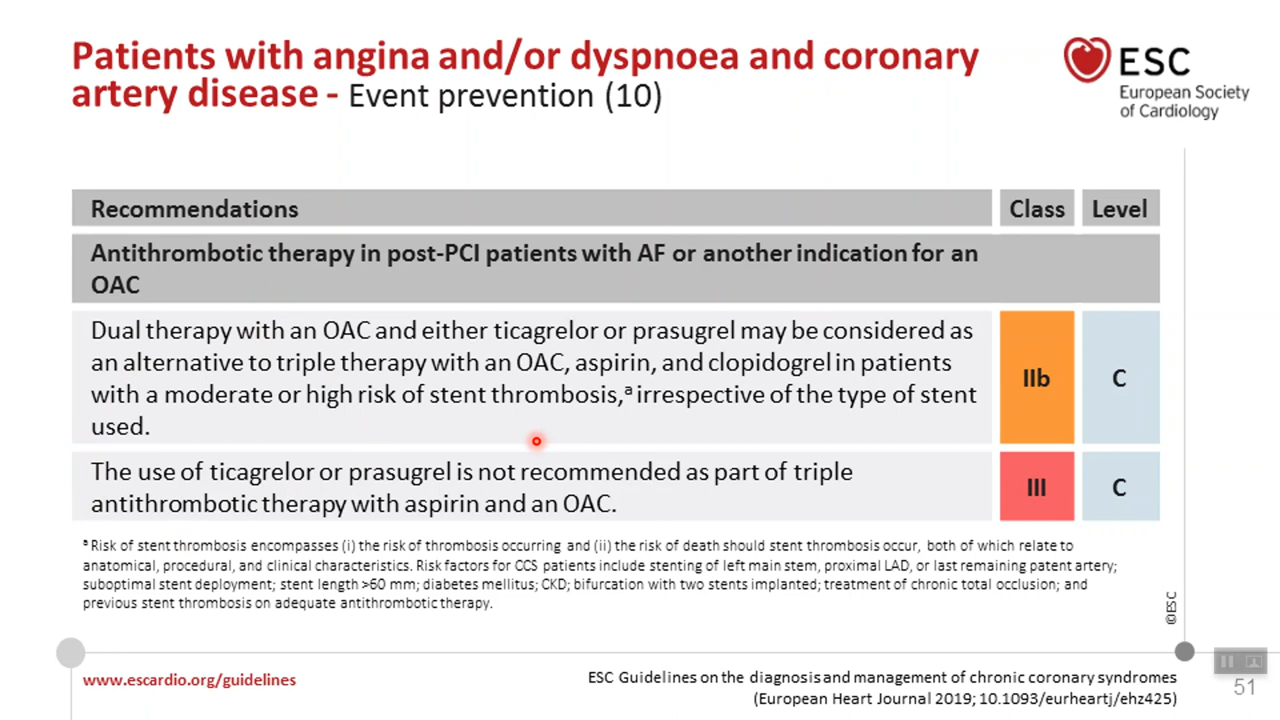 Patients with angina and/or dyspnoea and coronary
artery disease - Event prevention (10)
ESC
European Society
of Cardiology
Recommendations Class Level
Antithrombotic therapy in post-PCI patients with AF or another indication for an
OAC
Dual therapy with an OAC and either ticagrelor or prasugrel may be considered as
an alternative to triple therapy with an OAC, aspirin, and clopidogrel in patients
with a moderate or high risk of stent thrombosis,ª irrespective of the type of stent
used.
IIb C
The use of ticagrelor or prasugrel is not recommended as part of triple
antithrombotic therapy with aspirin and an OAC.
III C
ª Risk of stent thrombosis encompasses (i) the risk of thrombosis occurring and (ii) the risk of death should stent thrombosis occur, both of which relate to
anatomical, procedural, and clinical characteristics. Risk factors for CCS patients include stenting of left main stem, proximal LAD, or last remaining patent artery;
suboptimal stent deployment; stent length >60 mm; diabetes mellitus; CKD; bifurcation with two stents implanted; treatment of chronic total occlusion; and
previous stent thrombosis on adequate antithrombotic therapy.
©ESC
www.escardio.org/guidelines
ESC Guidelines on the diagnosis and management of chronic coronary syndromes
(European Heart Journal 2019; 10.1093/eurheartj/ehz425)
51